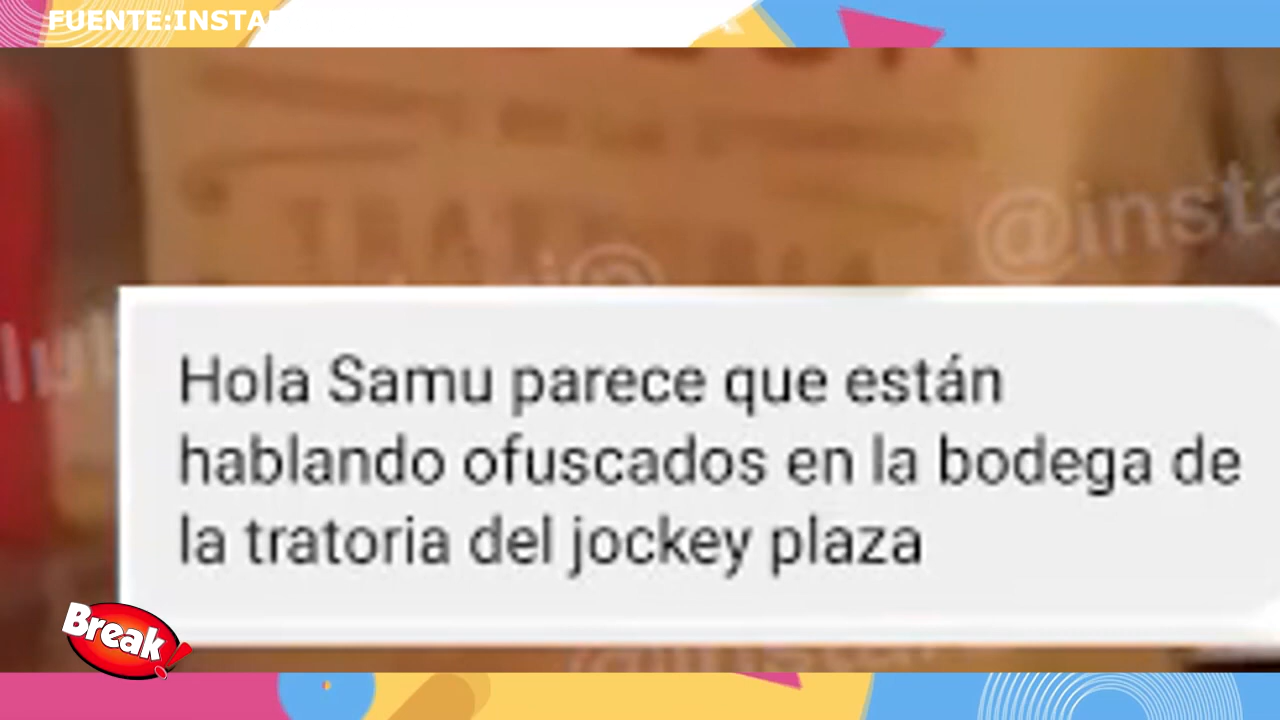 FUENTE:INSTA
@insta
Hola Samu parece que están
hablando ofuscados en la bodega de
la tratoria del jockey plaza
Break!